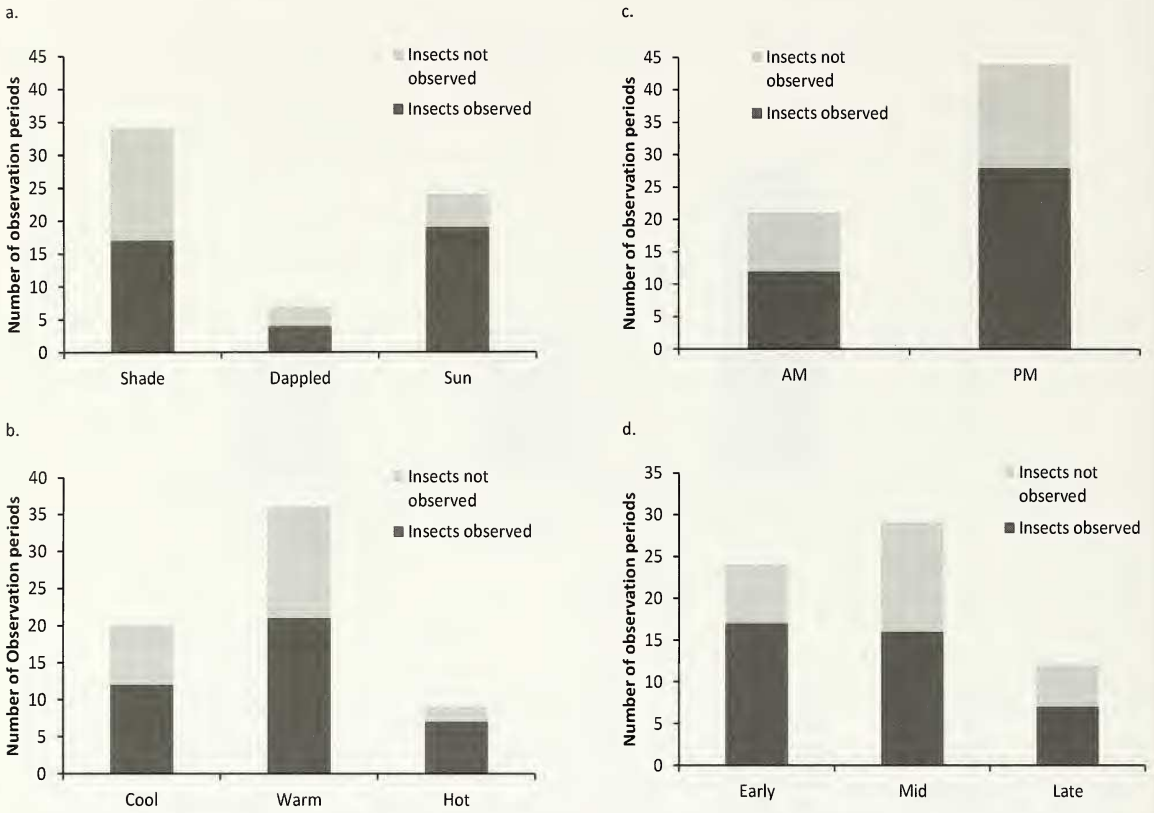 a.
Number of observation periods
45
40
35
30
25
20
15
10
5
0
Insects not
observed
Insects observed
Shade Dappled Sun
c.
Number of observation periods
45
40
35
30
25
20
15
10
5
0
Insects not
observed
Insects observed
AM PM
b.
Number of Observation periods
40
35
30
25
20
15
10
5
0
Insects not
observed
Insects observed
Cool Warm Hot
d.
Number of observation periods
35
30
25
20
15
10
5
0
Insects not
observed
Insects observed
Early Mid Late